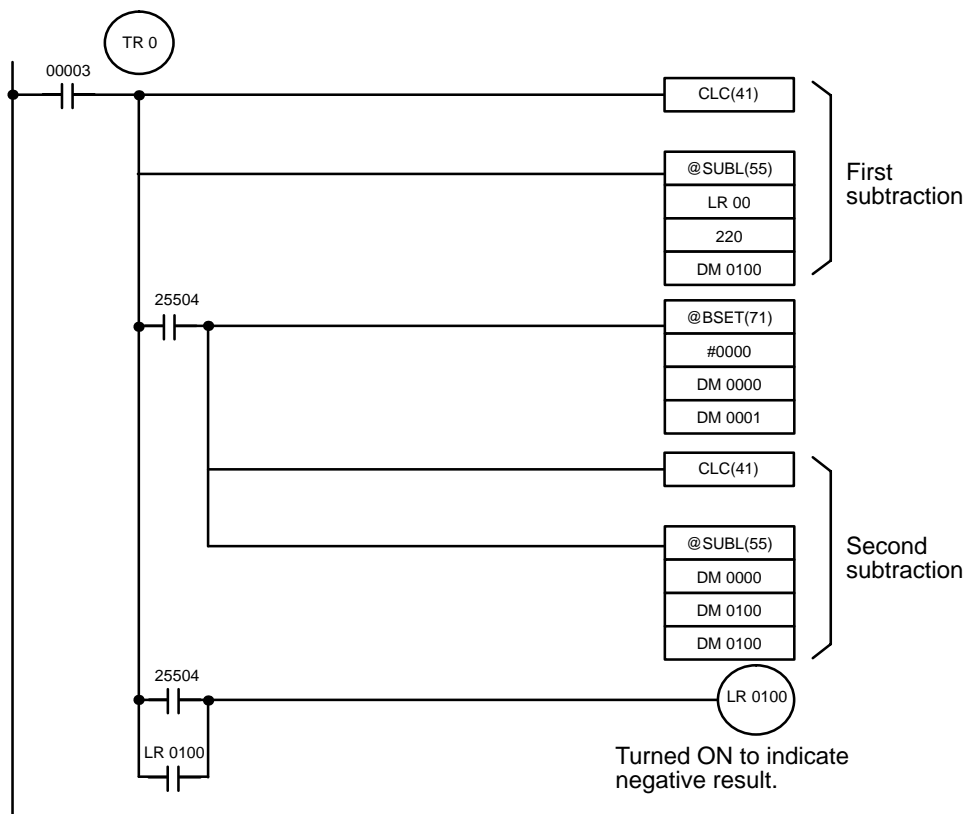 TR 0
00003
CLC(41)
@SUBL(55)
LR 00
220
DM 0100
First
subtraction
25504
@BSET(71)
#0000
DM 0000
DM 0001
CLC(41)
@SUBL(55)
DM 0000
DM 0100
DM 0100
Second
subtraction
25504
LR 0100
LR 0100
Turned ON to indicate
negative result.